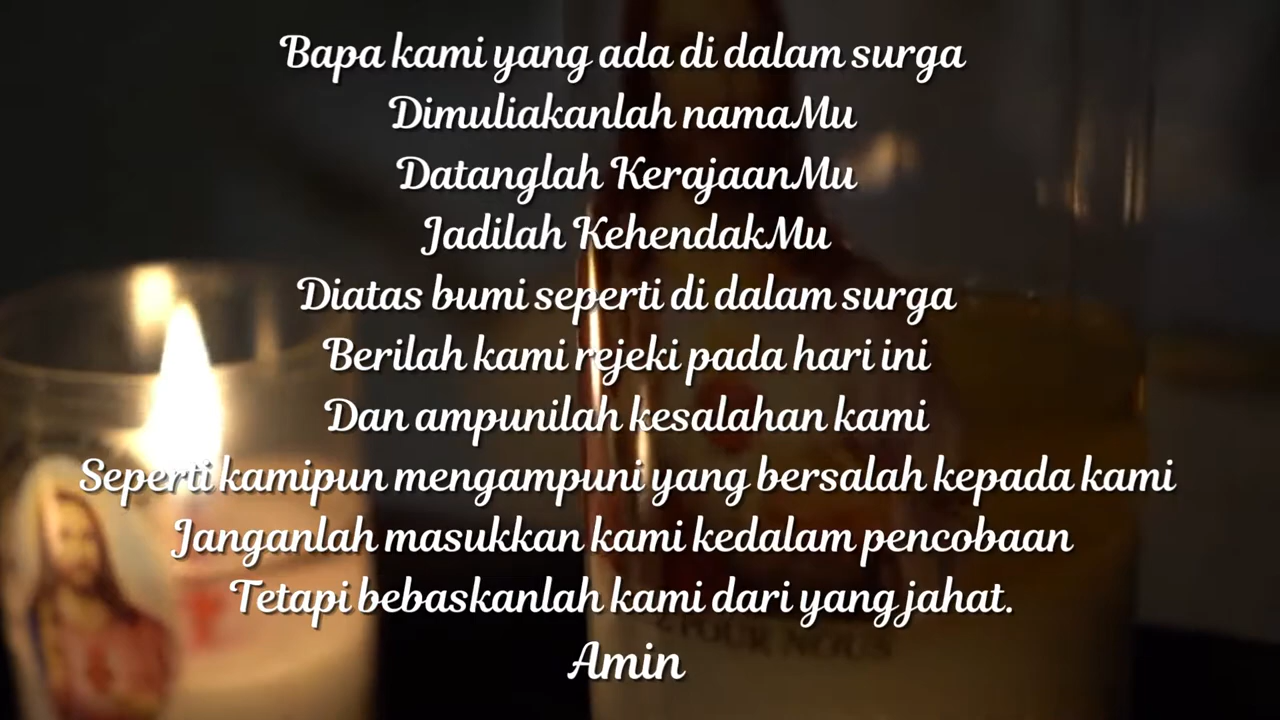 Bapa kami yang ada di dalam surga
Dimuliakanlah namaMu
Datanglah KerajaanMu
Jadilah KehendakMu
Diatas bumi seperti di dalam surga
Berilah kami rejeki pada hari ini
Dan ampunilah kesalahan kami
Seperti kamipun mengampuni yang bersalah kepada kami
Janganlah masukkan kami kedalam pencobaan
Tetapi bebaskanlah kami dari yang jahat.
POUR NOUS
Amin